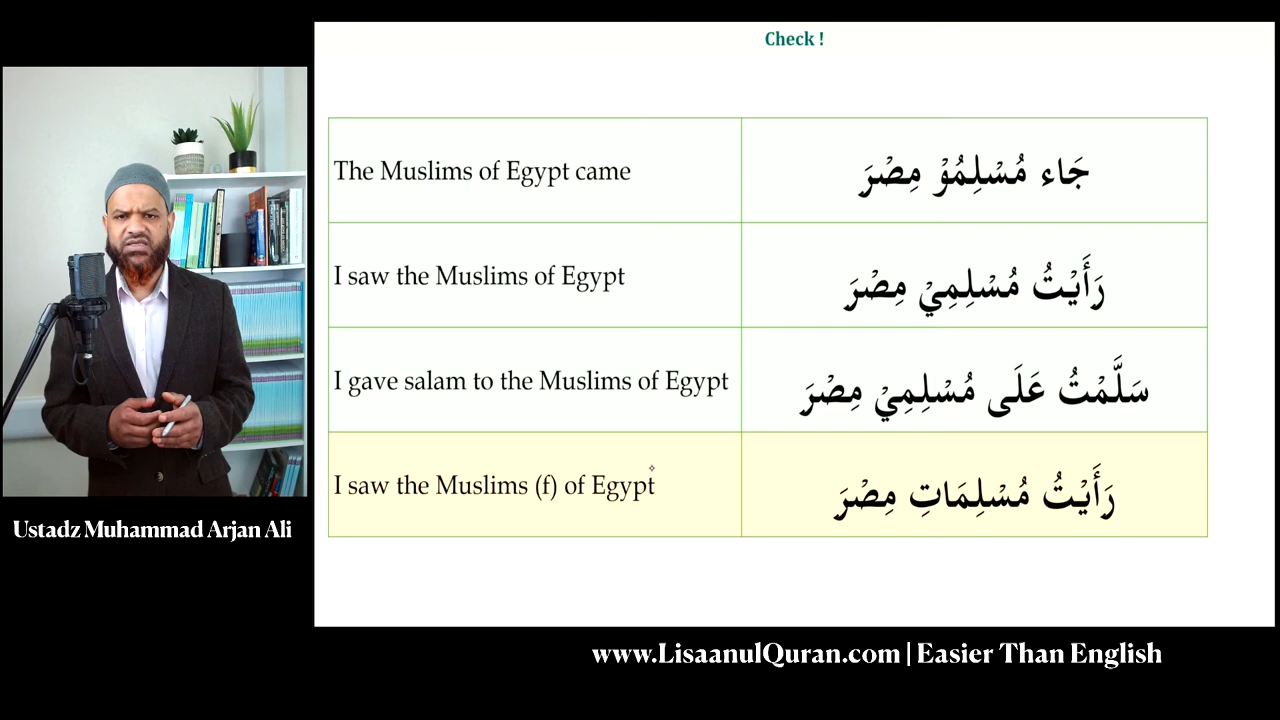 Check !
The Muslims of Egypt came
جَاء مُسْلِمُوْ مِصْرَ
I saw the Muslims of Egypt
رَأَيْتُ مُسْلِمِيْ مِصْرَ
I gave salam to the Muslims of Egypt
سَلَّمْتُ عَلَى مُسْلِمِيْ مِصْرَ
I saw the Muslims (f) of Egypt
رَأَيْتُ مُسْلِمَاتِ مِصْرَ
Ustadz Muhammad Arjan Ali
www.LisaanulQuran.com | Easier Than English